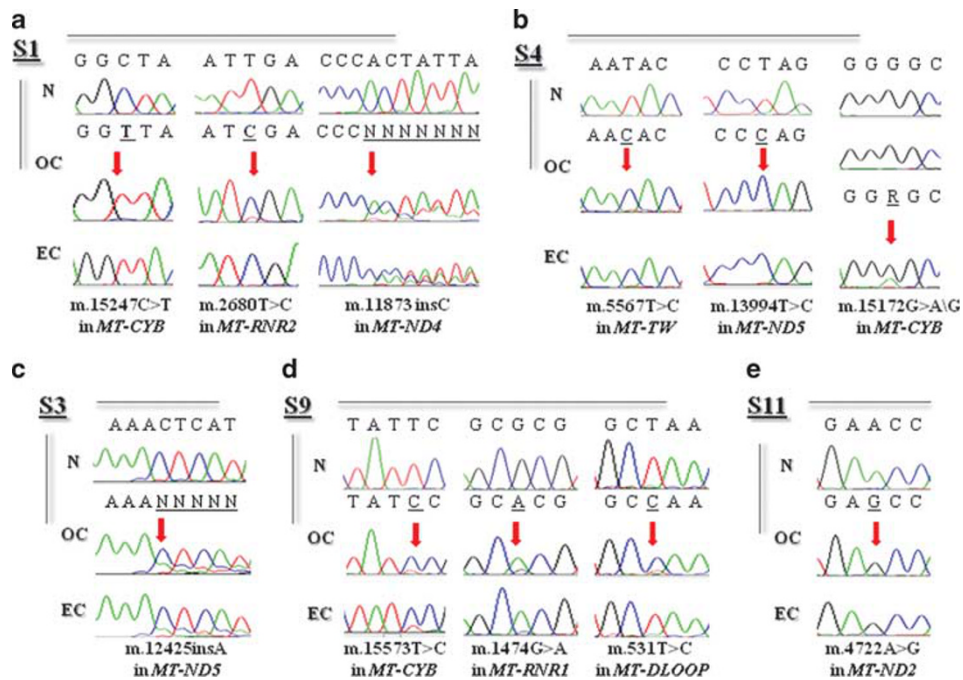 a
S1
G G C T A   A T T G A   C C C A C T A T T A
N
G G T T A   A T C G A   C C C N N N N N N N
OC
EC
m.15247C>T   m.2680T>C   m.11873 insC
in MT-CYB   in MT-RNR2   in MT-ND4
b
S4
A A T A C   C C T A G   G G G G C
N
A A C A C   C C C A G
OC
G G R G C
EC
m.5567T>C   m.13994T>C   m.15172G>A\G
in MT-TW   in MT-ND5   in MT-CYB
c
S3
A A A C T C A T
N
A A A N N N N N
OC
EC
m.12425insA
in MT-ND5
d
S9
T A T T C   G C G C G   G C T A A
N
T A T C C   G C A C G   G C C A A
OC
EC
m.15573T>C   m.1474G>A   m.531T>C
in MT-CYB   in MT-RNR1   in MT-DLOOP
e
S11
G A A C C
N
G A G C C
OC
EC
m.4722A>G
in MT-ND2